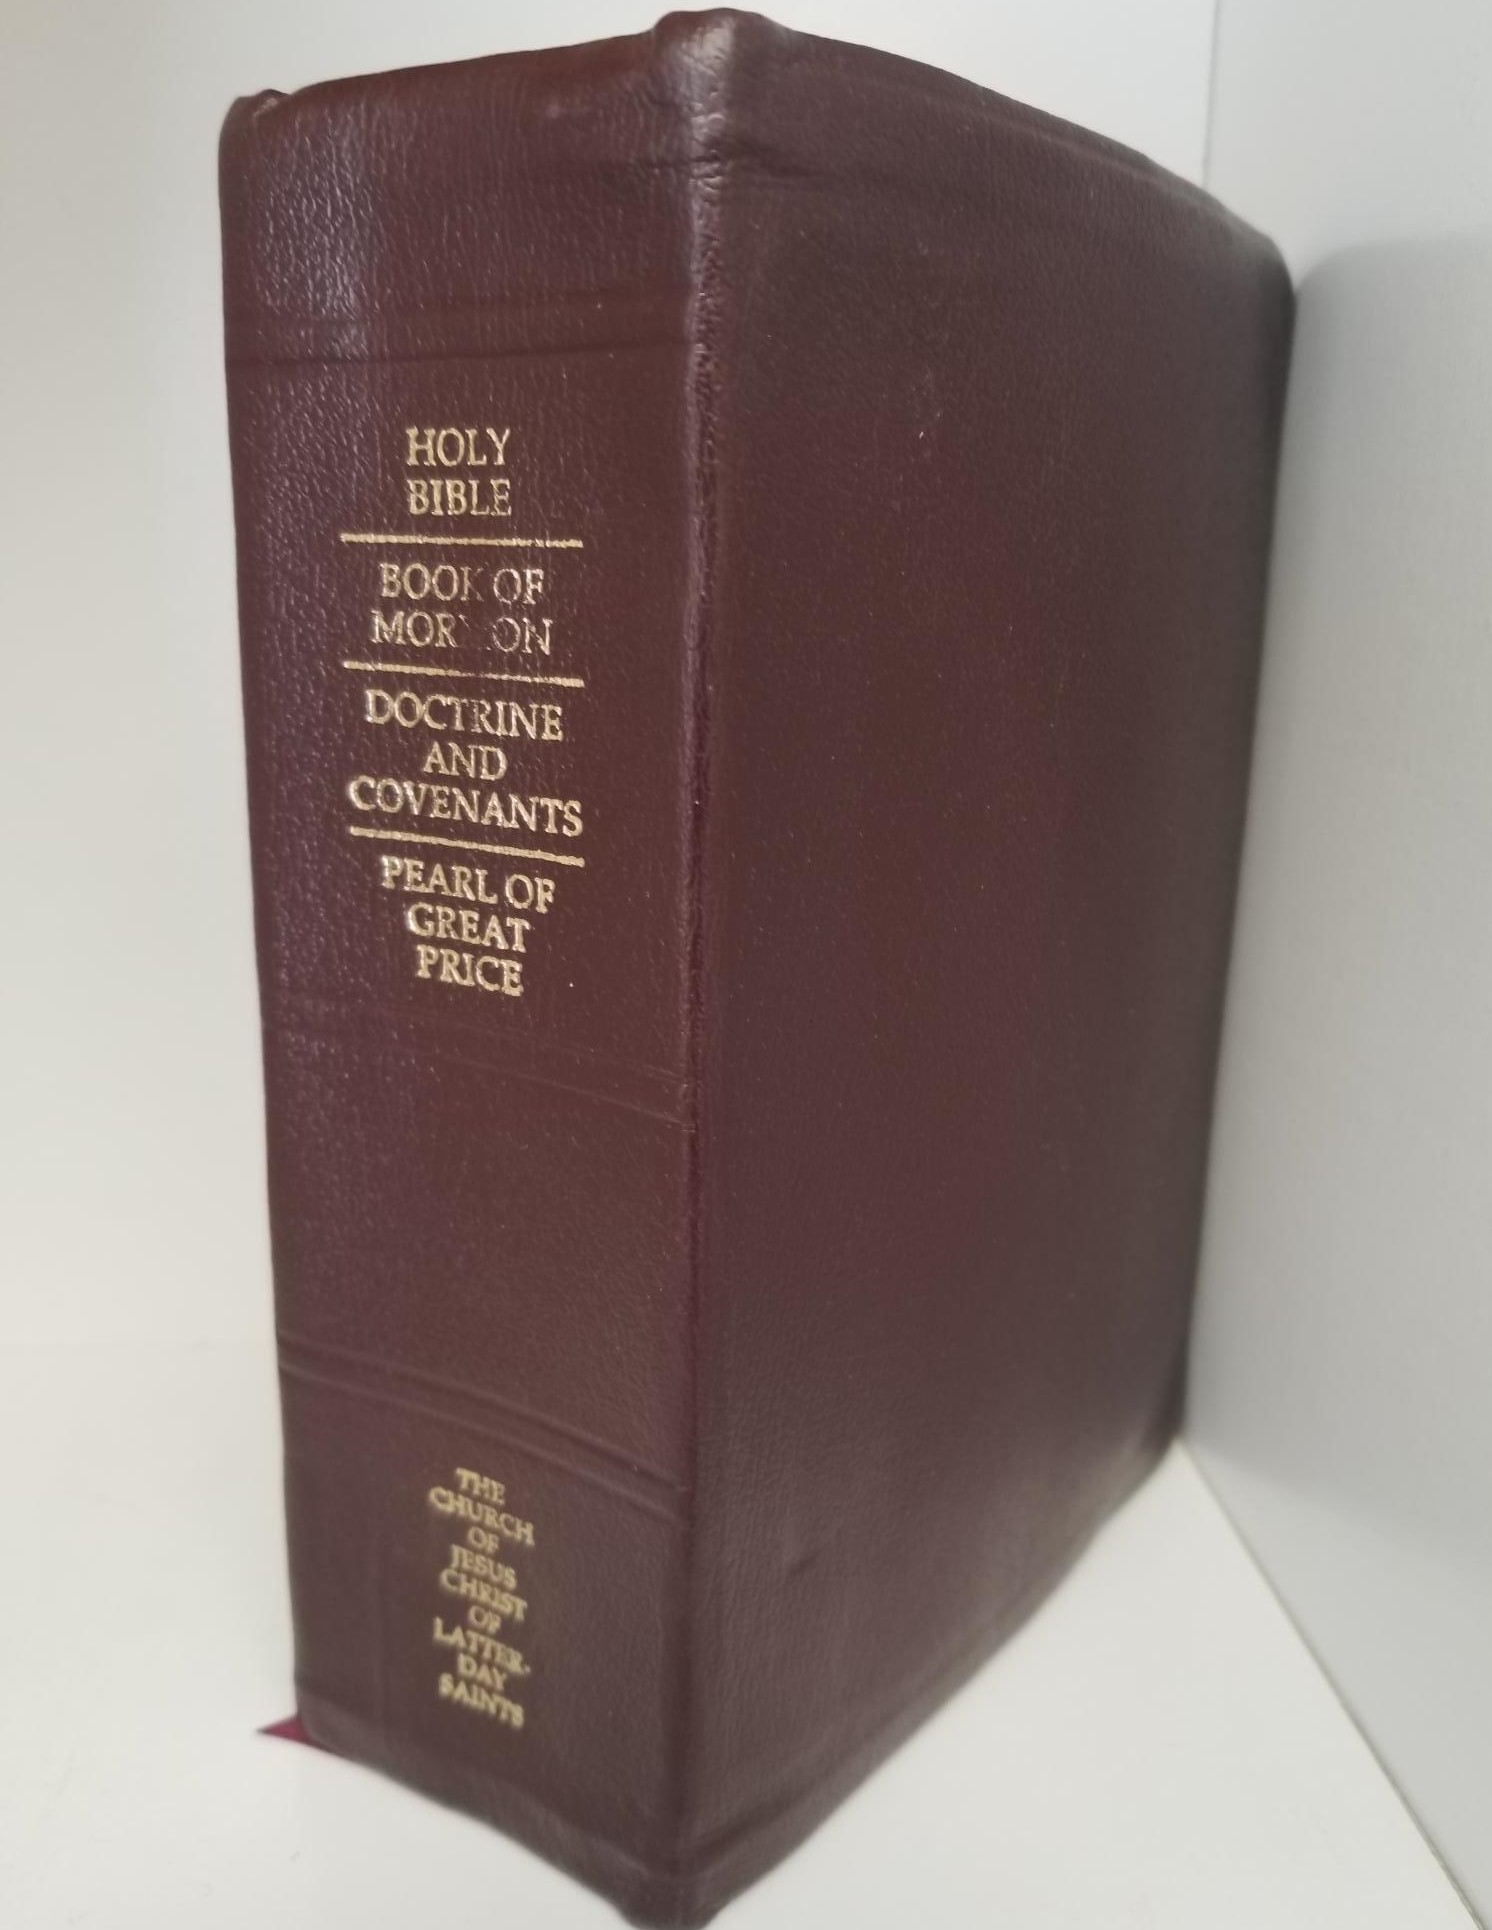 HOLY
BIBLE
BOOK OF
MORMON
DOCTRINE
AND
COVENANTS
PEARL OF
GREAT
PRICE
THE
CHURCH
OF
JESUS
CHRIST
OF
LATTER-
DAY
SAINTS